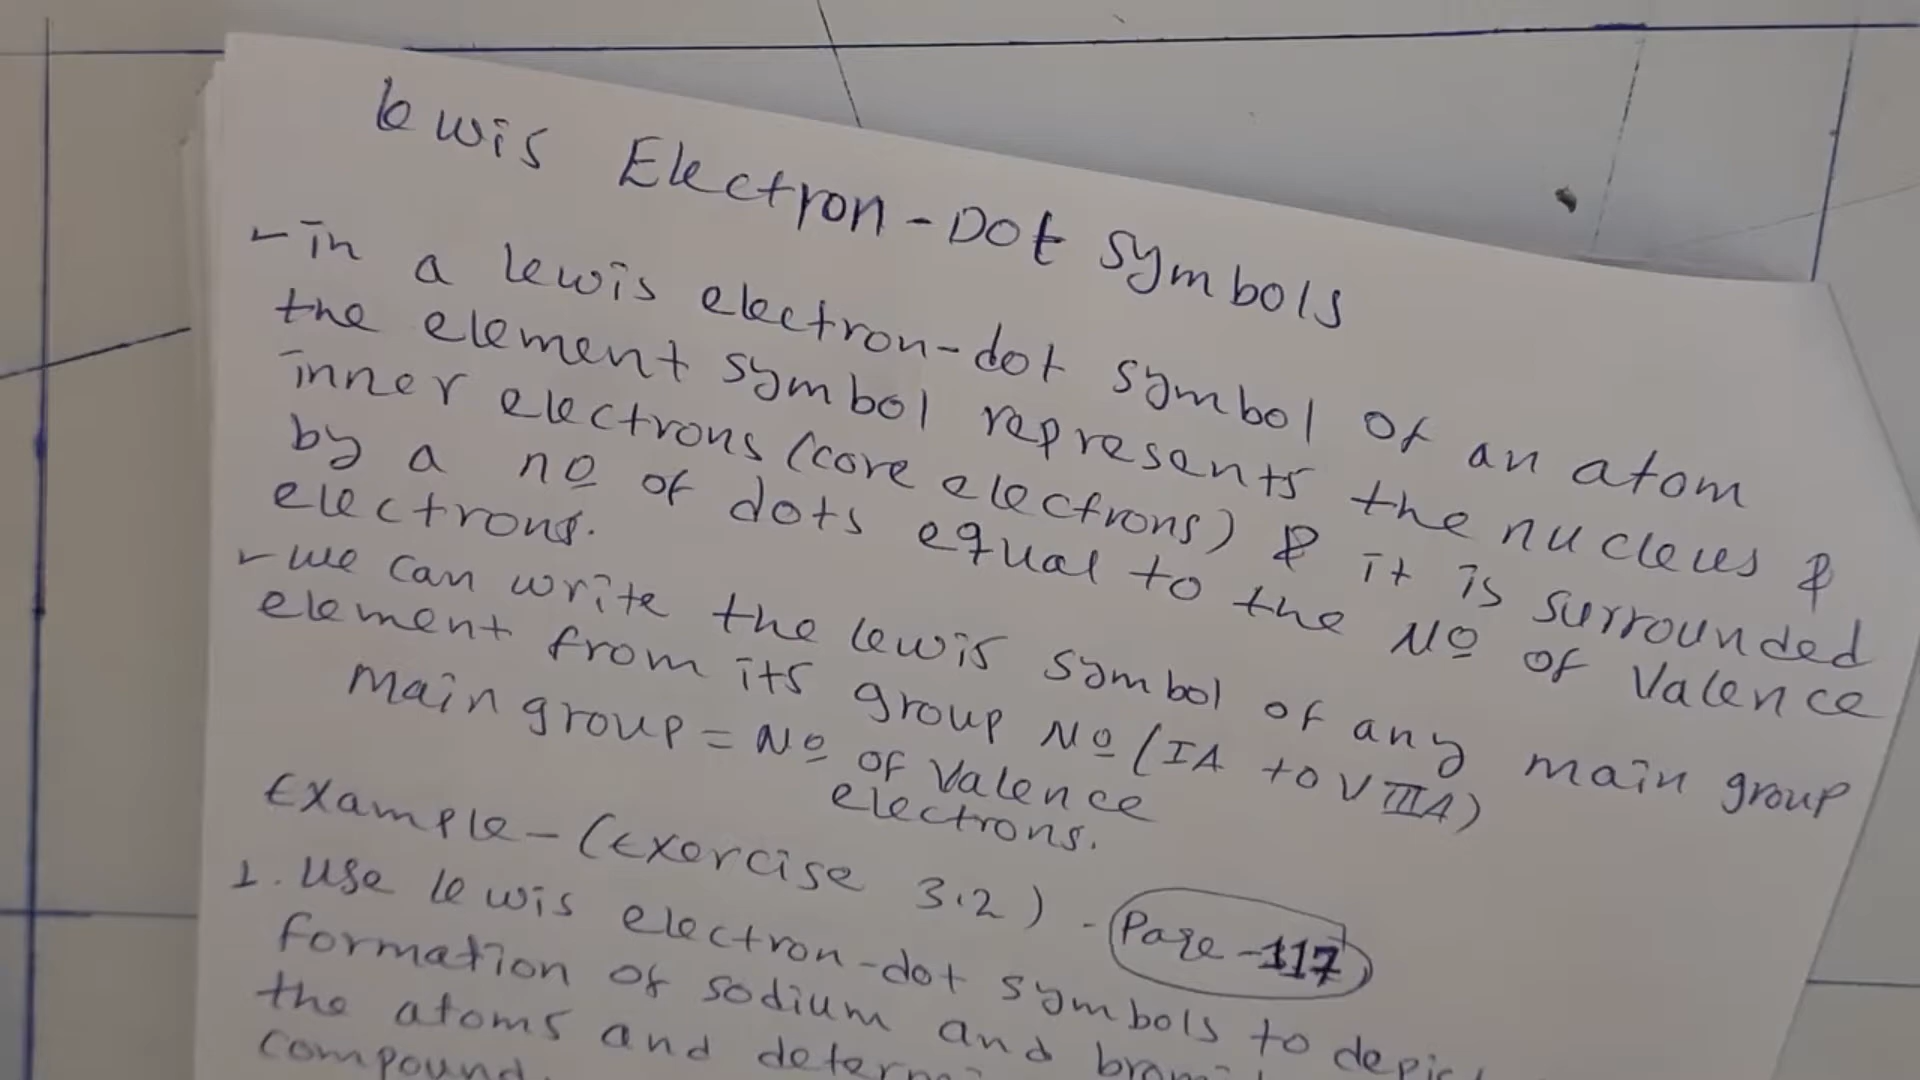 Lewis Electron-Dot Symbols
- in a lewis electron-dot symbol of an atom
the element symbol represents the nucleus &
inner electrons (core electrons) & it is surrounded
by a no of dots equal to the No of Valence
electrons.
- we can write the lewis symbol of any main group
element from its group No (IA to VIIIA)
main group = No of Valence
electrons.
Example - (Exercise 3.2) - Page -117
1. Use lewis electron-dot symbols to depict
formation of sodium and
the atoms and
compound.